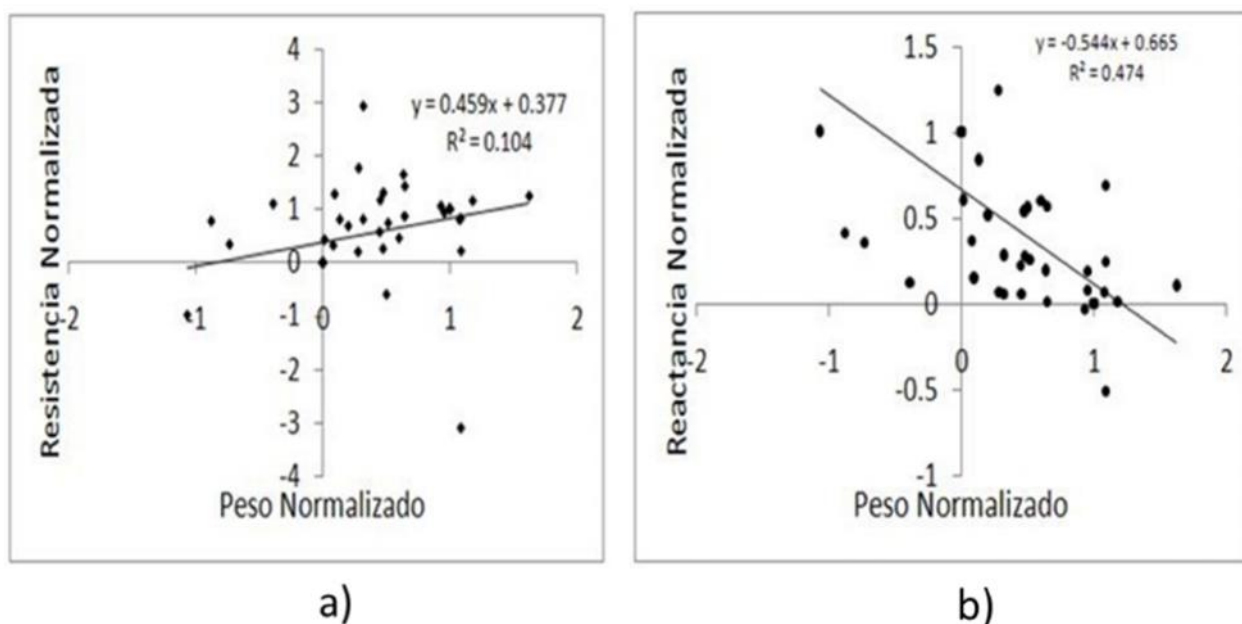 Resistencia Normalizada
4
3
2
1
0
-1
-2
-3
-4
-2
-1
0
1
2
y = 0.459x + 0.377
R² = 0.104
Peso Normalizado
a)
Reactancia Normalizada
1.5
1
0.5
0
-0.5
-1
-2
-1
0
1
2
y = -0.544x + 0.665
R² = 0.474
Peso Normalizado
b)